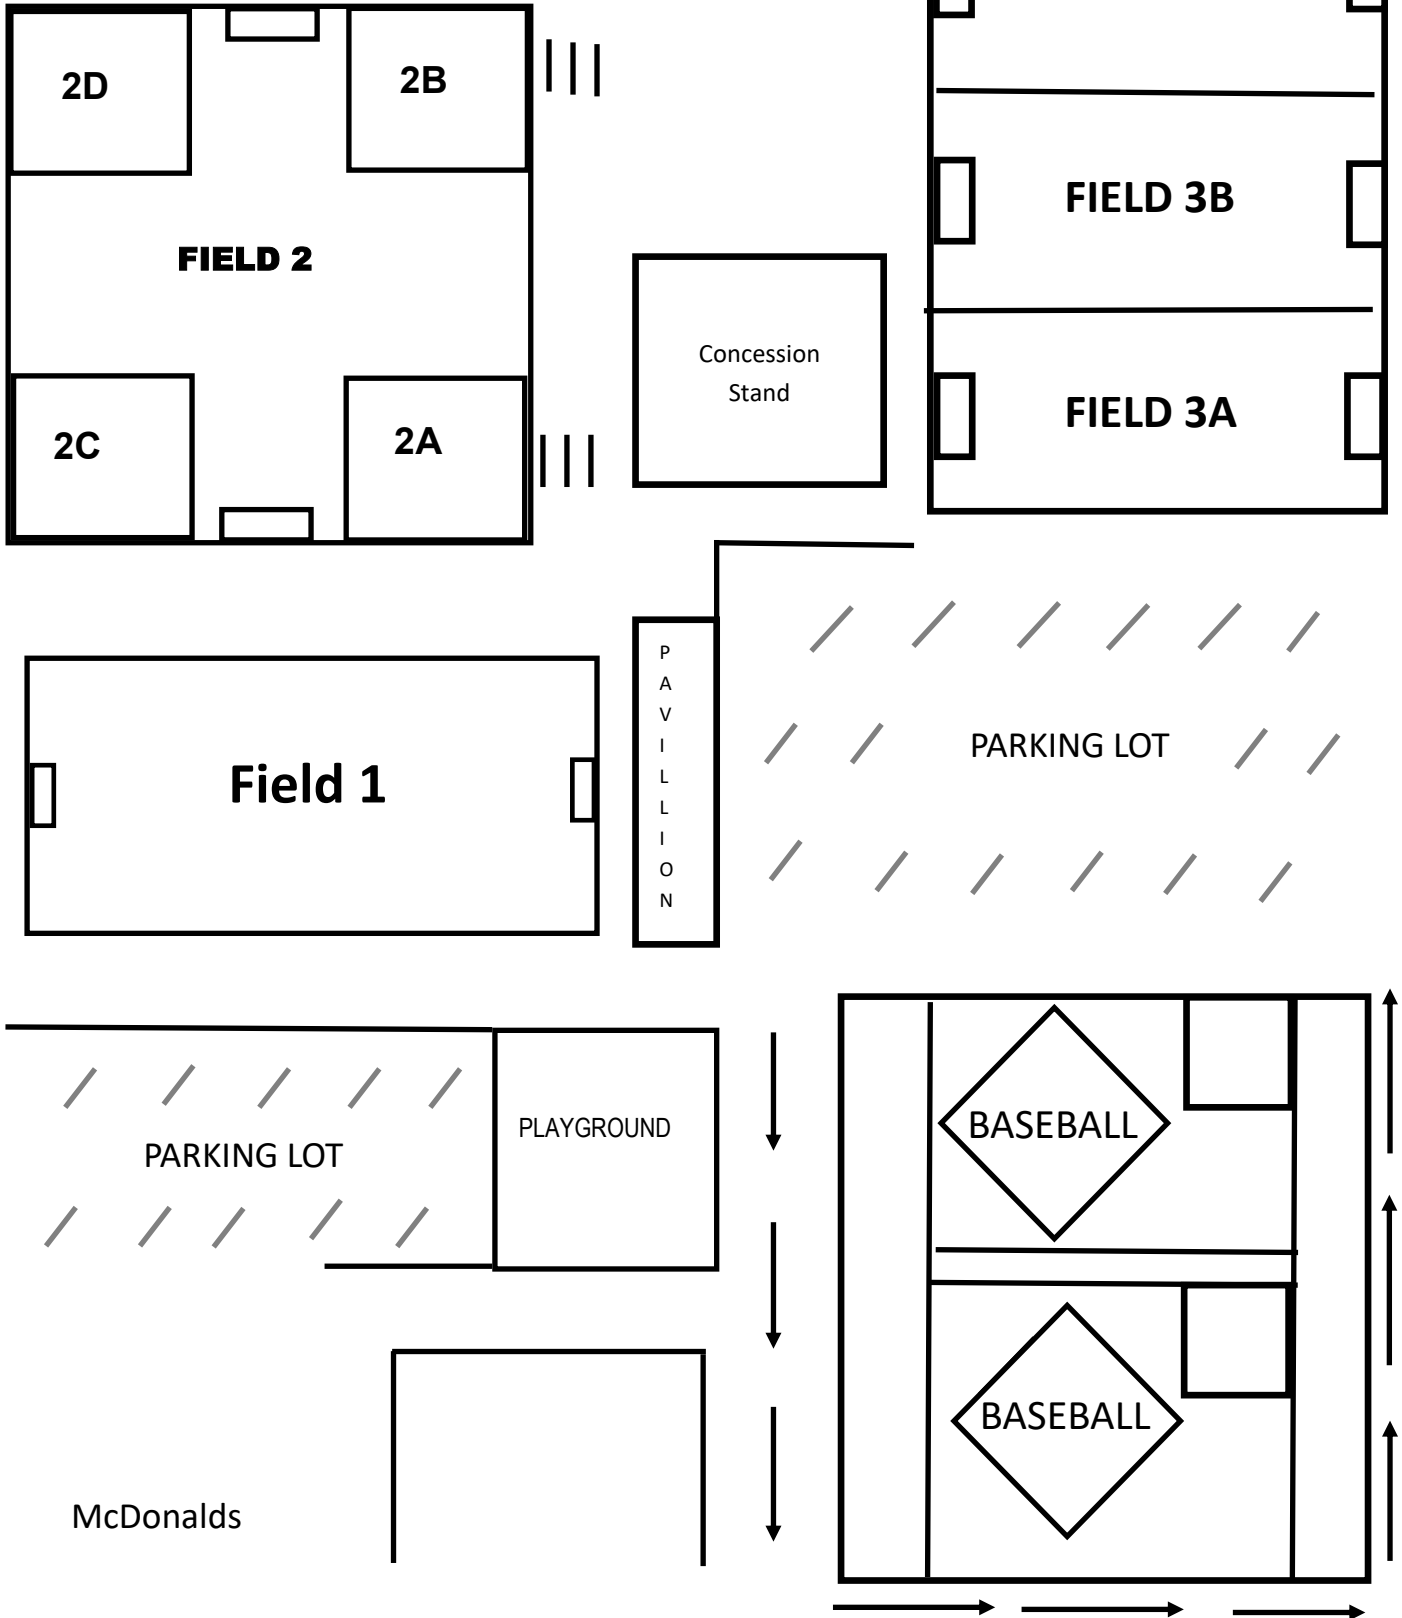 2D
2B
FIELD 3B
FIELD 2
Concession
Stand
FIELD 3A
2C
2A
PAVILLION
PARKING LOT
Field 1
PLAYGROUND
BASEBALL
PARKING LOT
BASEBALL
McDonalds